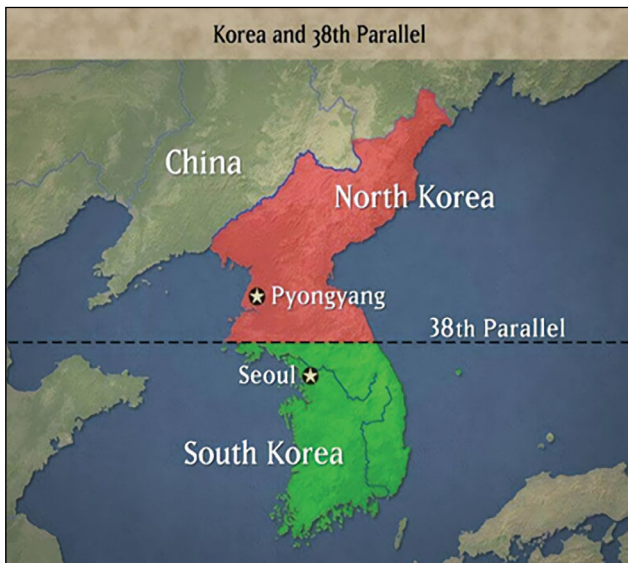 Korea and 38th Parallel
China
North Korea
Pyongyang
38th Parallel
Seoul
South Korea